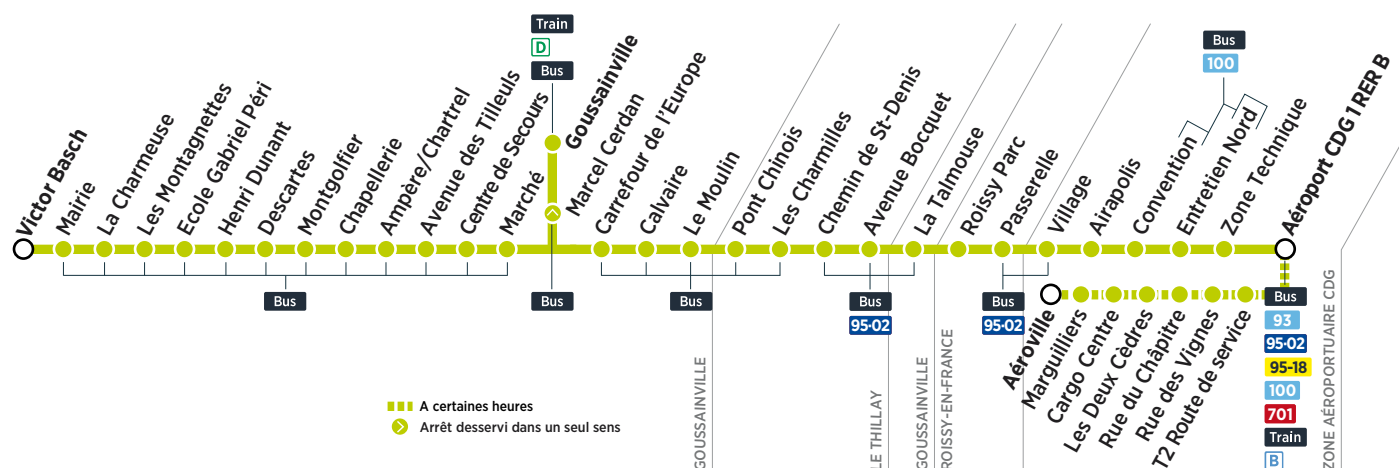 Train
D
Bus
Bus
100
Victor Basch
Mairie
La Charmeuse
Les Montagnettes
Ecole Gabriel Péri
Henri Dunant
Descartes
Montgolfier
Chapellerie
Ampère/Chartrel
Avenue des Tilleuls
Centre de Secours
Marché
Goussainville
Marcel Cerdan
Carrefour de l'Europe
Calvaire
Le Moulin
Pont Chinois
Les Charmilles
Chemin de St-Denis
Avenue Bocquet
La Talmouse
Roissy Parc
Passerelle
Village
Airapolis
Convention
Entretien Nord
Zone Technique
Aéroport CDG 1 RER B
Bus
Bus
Bus
Bus
95•02
Bus
95•02
Aéroville
Marguilliers
Cargo Centre
Les Deux Cèdres
Rue du Châpitre
Rue des Vignes
T2 Route de service
Bus
93
95•02
95-18
100
701
Train
B
A certaines heures
Arrêt desservi dans un seul sens
GOUSSAINVILLE
LE THILLAY
GOUSSAINVILLE
ROISSY-EN-FRANCE
ZONE AÉROPORTUAIRE CDG